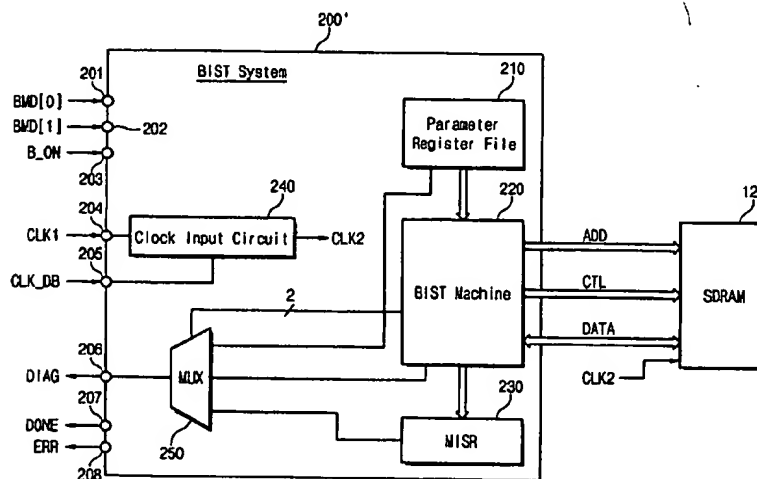 200'
BIST System
201
BMD[0]
BMD[1]
202
B_ON
203
210
Parameter
Register File
204
240
220
CLK1
Clock Input Circuit
CLK2
205
CLK_DB
12
ADD
CTL
DATA
BIST Machine
SDRAM
2
CLK2
206
DIAG
MUX
207
DONE
230
MISR
250
ERR
208